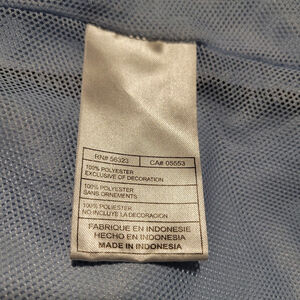 RN# 56323 CA# 05553
100% POLYESTER
EXCLUSIVE OF DECORATION
100% POLYESTER
SANS ORNEMENTS
100% POLIESTER
NO INCLUYE LA DECORACION
FABRIQUE EN INDONESIE
HECHO EN INDONESIA
MADE IN INDONESIA